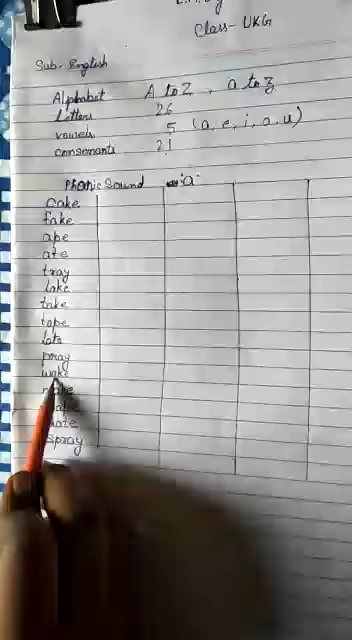 Class- UKG
Sub- English
Alphabet A to Z , a to z
Letters 26
vowels 5 (a, e, i, o, u)
consonants 21
Phonic Sound "a"
cake
fake
ape
ate
tray
lake
take
tape
late
pray
wake
spray